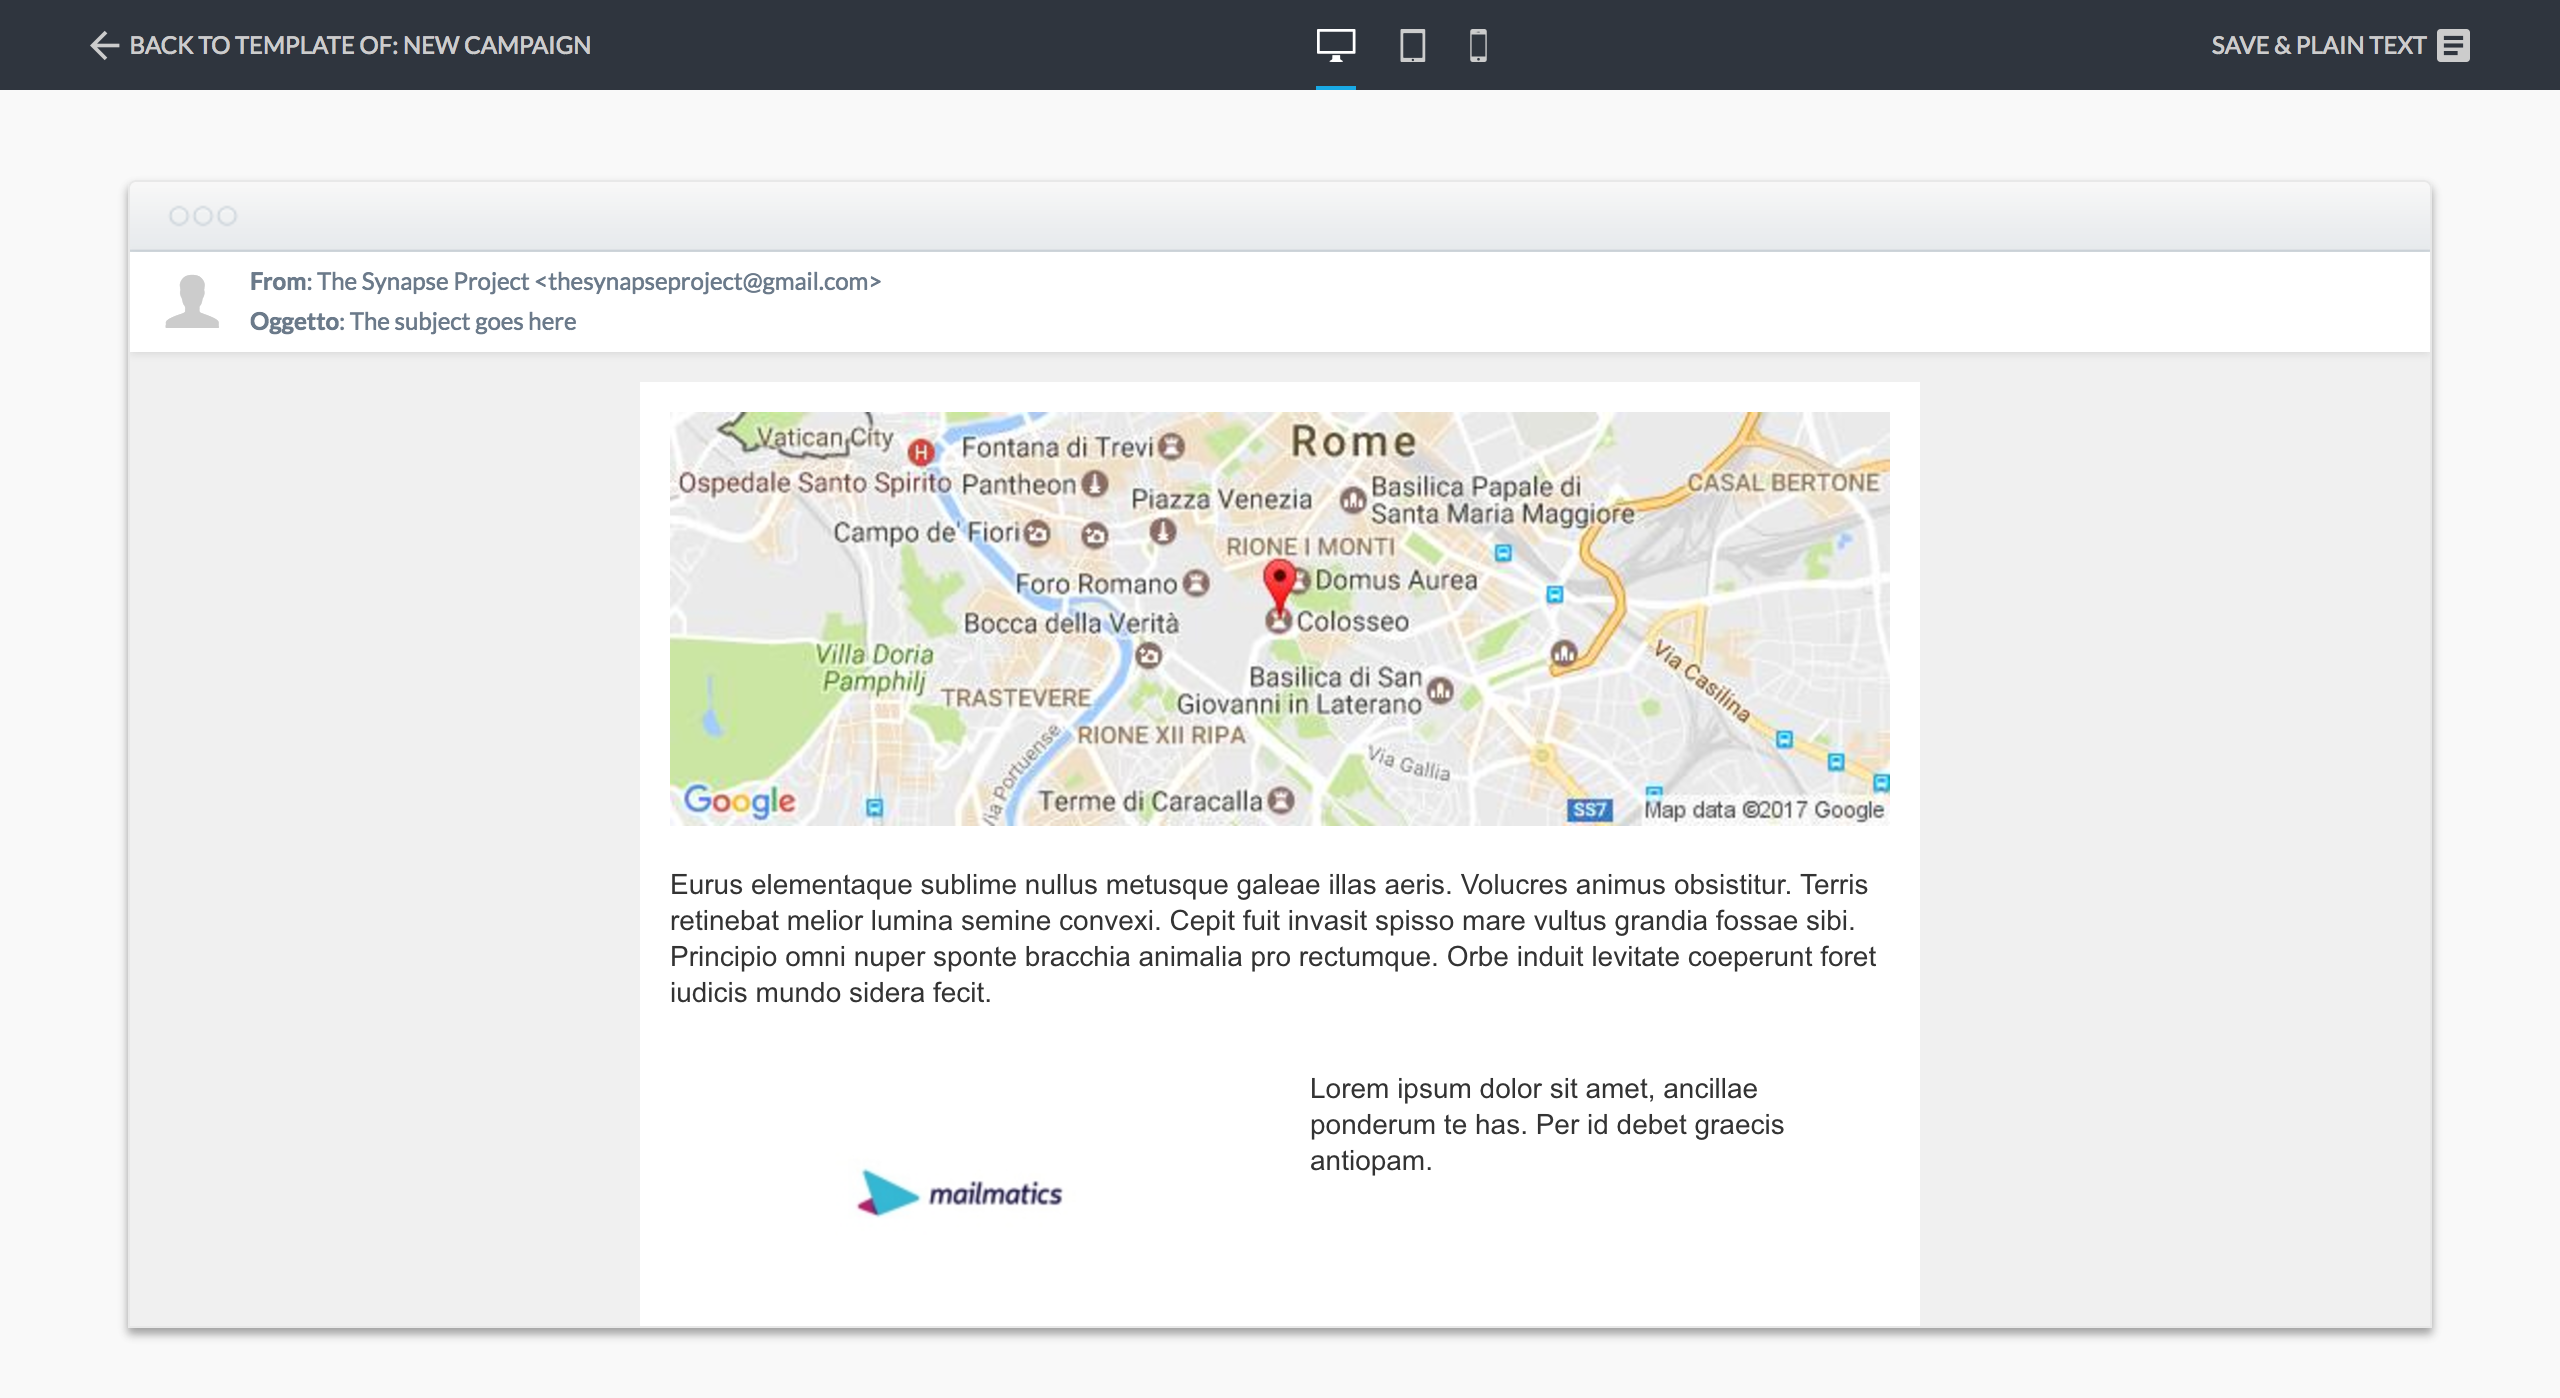 BACK TO TEMPLATE OF: NEW CAMPAIGN
SAVE & PLAIN TEXT
From: The Synapse Project <thesynapseproject@gmail.com>
Oggetto: The subject goes here
Vatican City
H
Fontana di Trevi
Rome
Ospedale Santo Spirito
Pantheon
Piazza Venezia
Basilica Papale di
Santa Maria Maggiore
CASAL BERTONE
Campo de' Fiori
RIONE I MONTI
Foro Romano
Domus Aurea
Bocca della Verità
Colosseo
Villa Doria
Pamphilj
TRASTEVERE
Basilica di San
Giovanni in Laterano
Via Casilina
RIONE XII RIPA
Via Portuense
Via Gallia
Google
Terme di Caracalla
SS7
Map data ©2017 Google
Eurus elementaque sublime nullus metusque galeae illas aeris. Volucres animus obsistitur. Terris
retinebat melior lumina semine convexi. Cepit fuit invasit spisso mare vultus grandia fossae sibi.
Principio omni nuper sponte bracchia animalia pro rectumque. Orbe induit levitate coeperunt foret
iudicis mundo sidera fecit.
Lorem ipsum dolor sit amet, ancillae
ponderum te has. Per id debet graecis
antiopam.
mailmatics